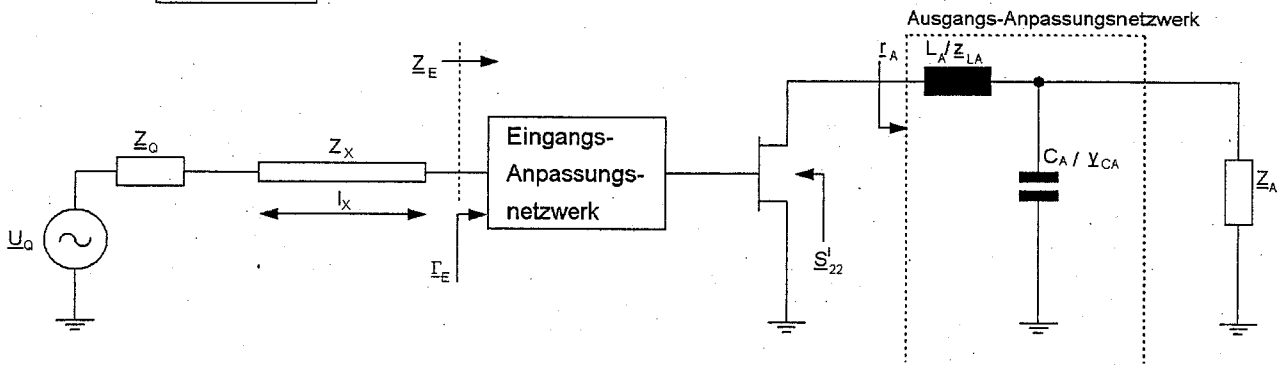 Ausgangs-Anpassungsnetzwerk
r_A
L_A/z_LA
Z_E
Z_Q
Z_X
Eingangs-
Anpassungs-
netzwerk
C_A / y_CA
Z_A
l_X
U_Q
Γ_E
S'_22